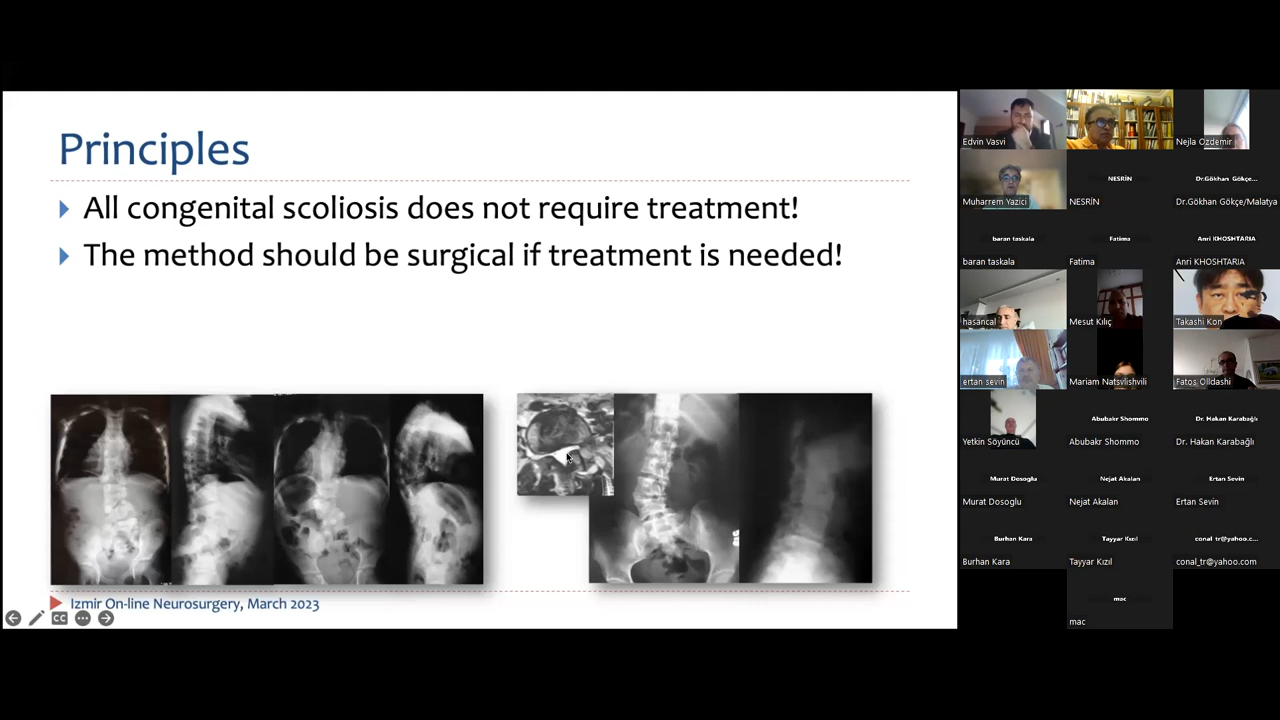 Principles
All congenital scoliosis does not require treatment!
The method should be surgical if treatment is needed!
Izmir On-line Neurosurgery, March 2023
CC
Edvin Vasvi
Nejla Ozdemir
Muharrem Yazici
NESRİN
NESRİN
Dr.Gökhan Gökçe...
Dr.Gökhan Gökçe/Malatya
baran taskala
baran taskala
Fatima
Fatima
Anri KHOSHTARIA
Anri KHOSHTARIA
hasancal
Mesut Kılıç
Takashi Kon
ertan sevin
Mariam Natsvlishvili
Fatos Olldashi
Yetkin Söyüncü
Abubakr Shommo
Abubakr Shommo
Dr. Hakan Karabağlı
Dr. Hakan Karabağlı
Murat Dosoglu
Murat Dosoglu
Nejat Akalan
Nejat Akalan
Ertan Sevin
Ertan Sevin
Burhan Kara
Burhan Kara
Tayyar Kızıl
Tayyar Kızıl
conal_tr@yahoo.c...
conal_tr@yahoo.com
mac
mac